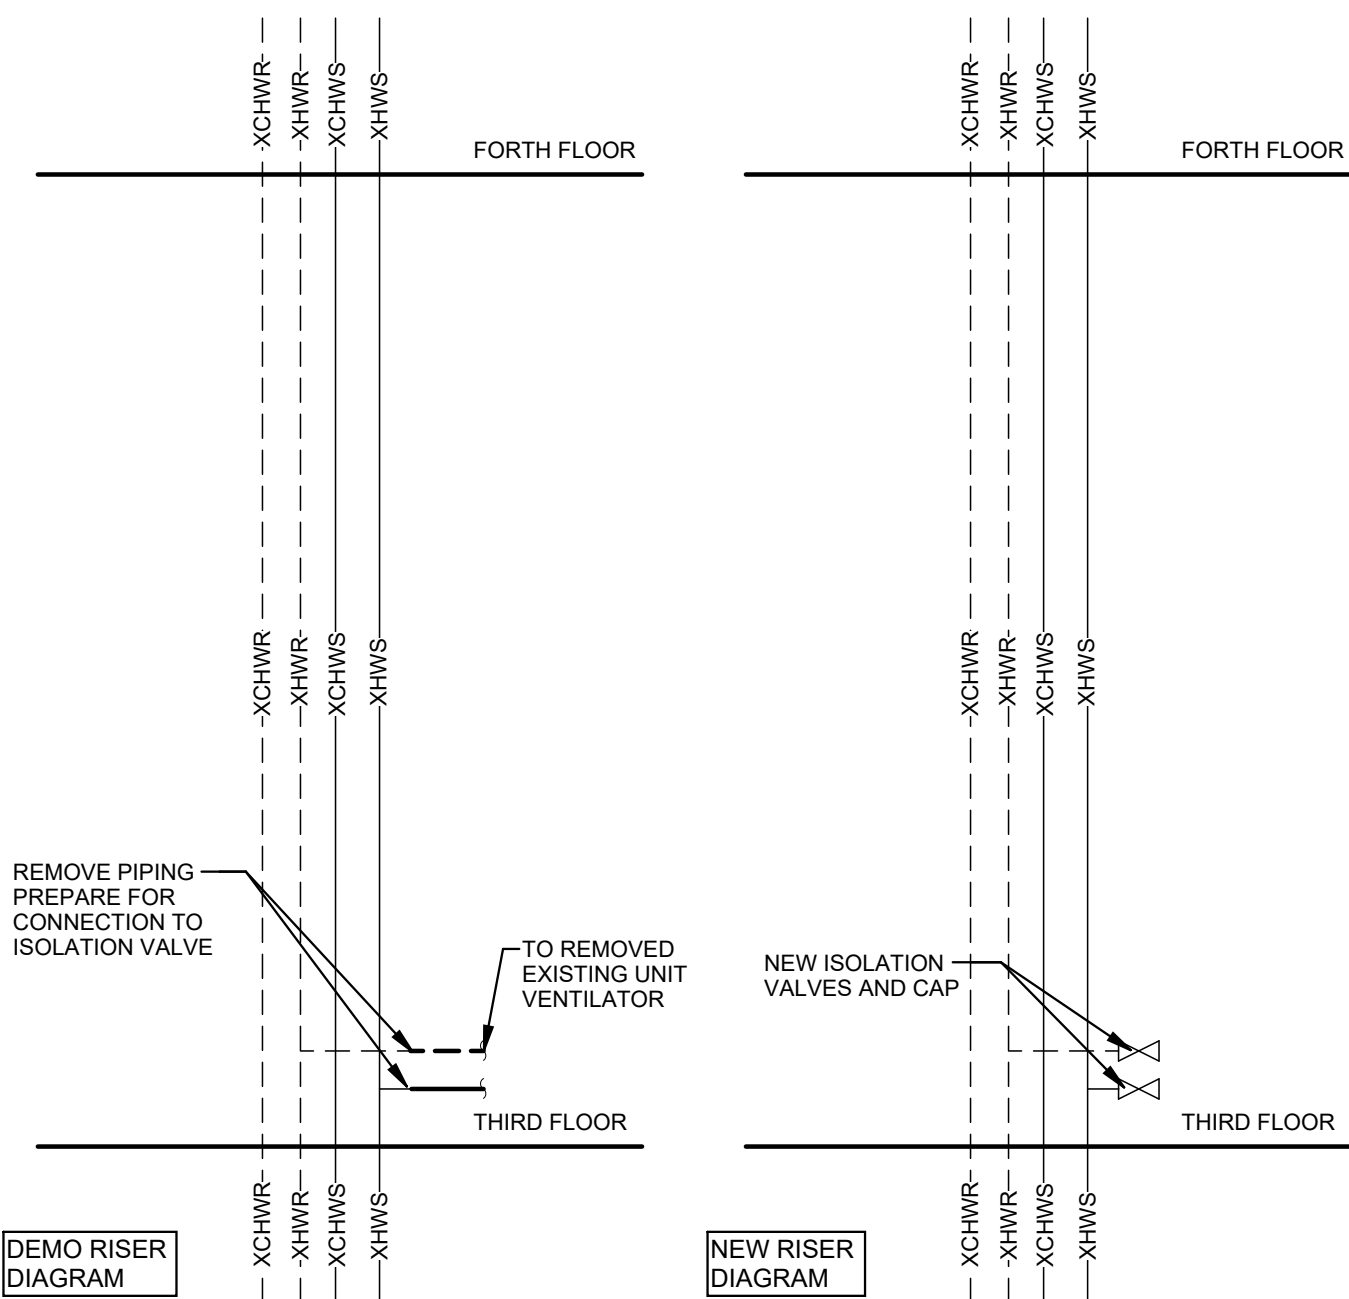 XCHWR
XHWR
XCHWS
XHWS
FORTH FLOOR
XCHWR
XHWR
XCHWS
XHWS
REMOVE PIPING
PREPARE FOR
CONNECTION TO
ISOLATION VALVE
TO REMOVED
EXISTING UNIT
VENTILATOR
THIRD FLOOR
XCHWR
XHWR
XCHWS
XHWS
DEMO RISER
DIAGRAM
XCHWR
XHWR
XCHWS
XHWS
FORTH FLOOR
XCHWR
XHWR
XCHWS
XHWS
NEW ISOLATION
VALVES AND CAP
THIRD FLOOR
XCHWR
XHWR
XCHWS
XHWS
NEW RISER
DIAGRAM